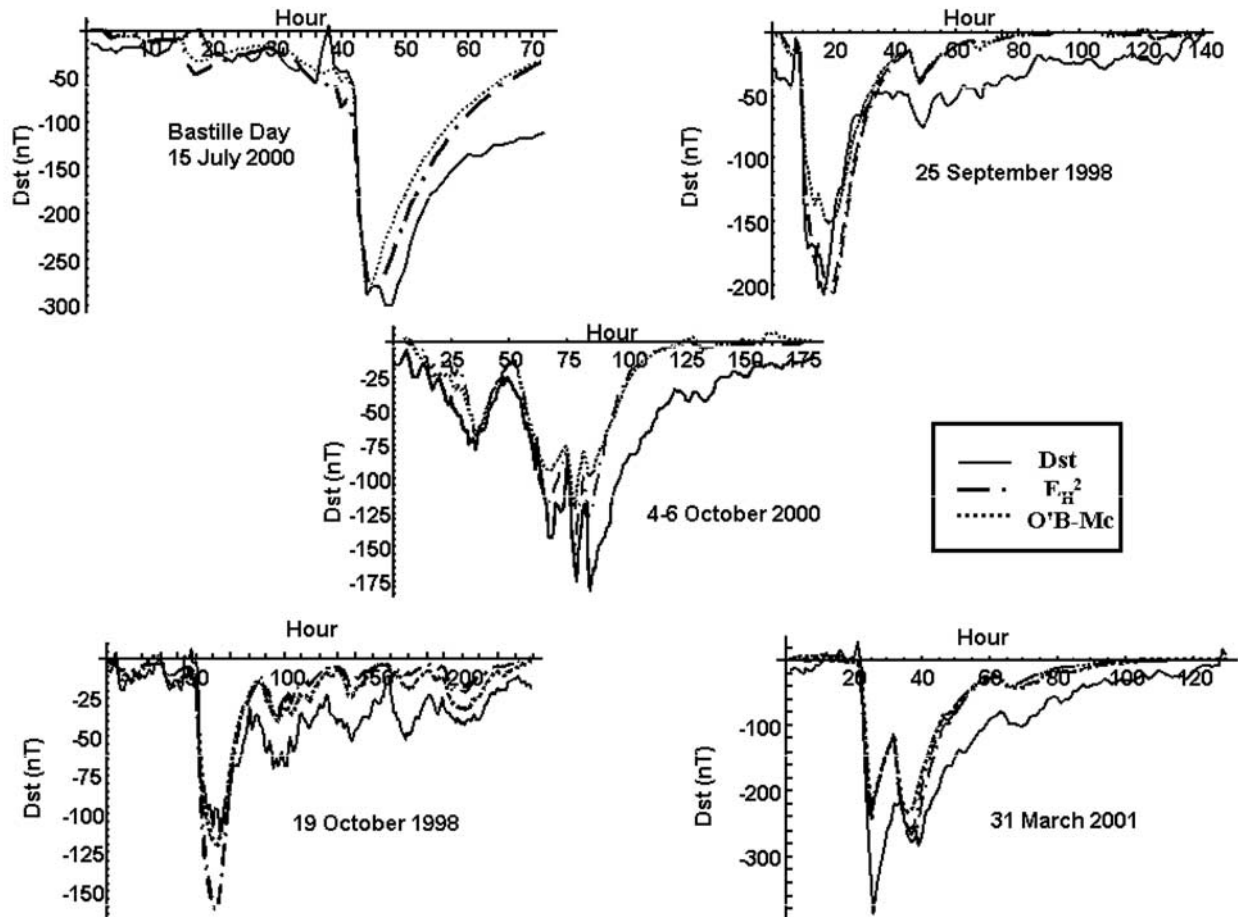 Hour
10 20 30 40 50 60 70
-50
-100
-150
-200
-250
-300
Dst (nT)
Bastille Day
15 July 2000
Hour
20 40 60 80 100 120 140
-50
-100
-150
-200
Dst (nT)
25 September 1998
Hour
25 50 75 100 125 150 175
-25
-50
-75
-100
-125
-150
-175
Dst (nT)
4-6 October 2000
Dst
F_H²
O'B-Mc
Hour
50 100 150 200
-25
-50
-75
-100
-125
-150
Dst (nT)
19 October 1998
Hour
20 40 60 80 100 120
-100
-200
-300
Dst (nT)
31 March 2001